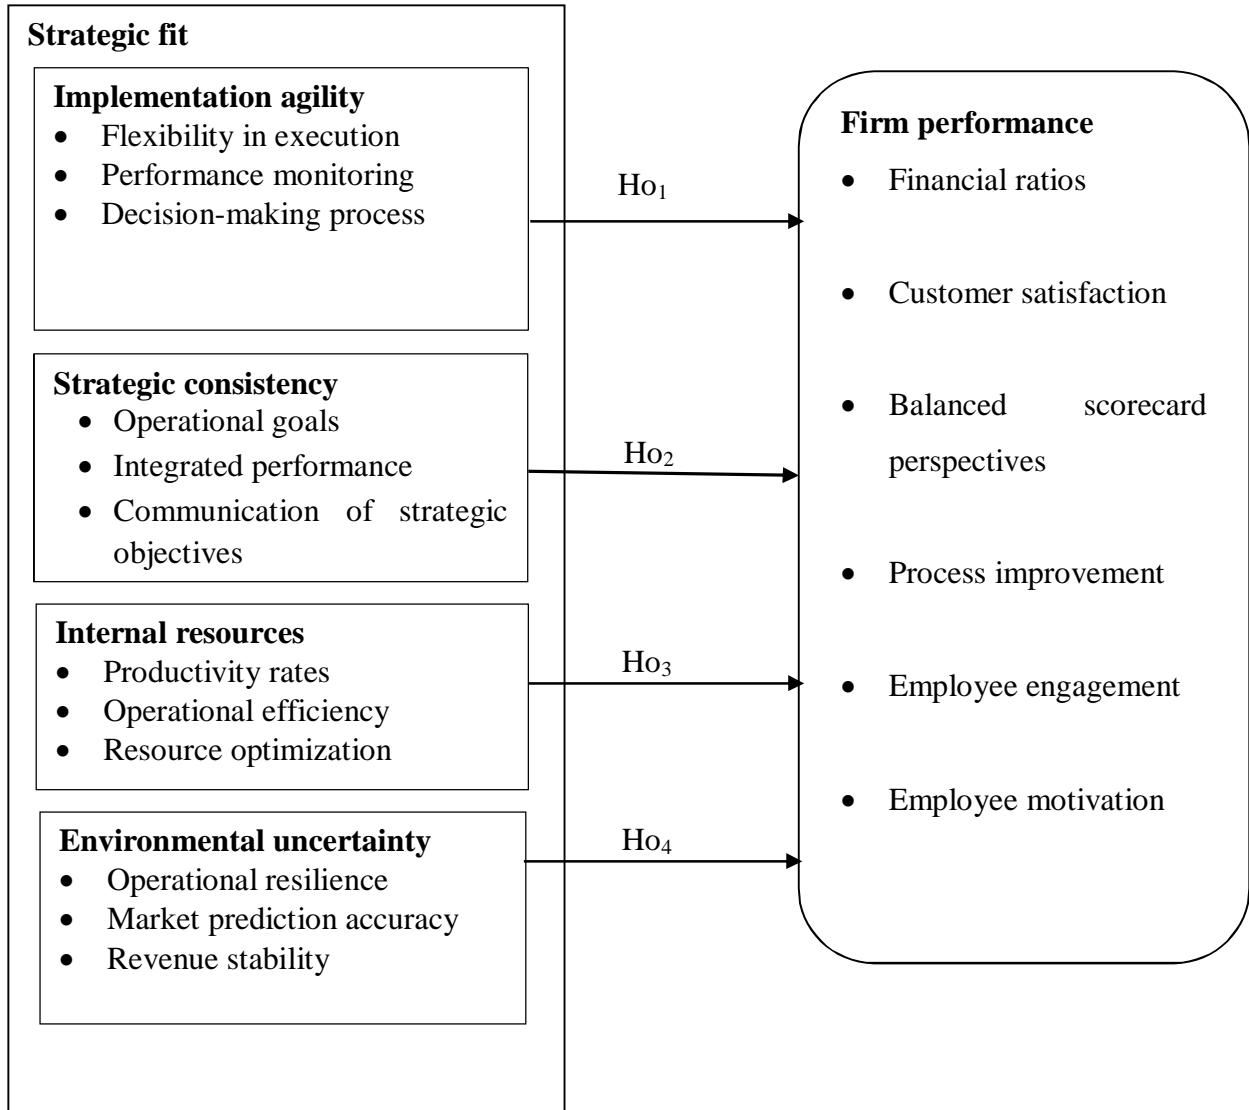 Strategic fit
Implementation agility
• Flexibility in execution
• Performance monitoring
• Decision-making process
Strategic consistency
• Operational goals
• Integrated performance
• Communication of strategic
objectives
Internal resources
• Productivity rates
• Operational efficiency
• Resource optimization
Environmental uncertainty
• Operational resilience
• Market prediction accuracy
• Revenue stability
Ho₁
Ho₂
Ho₃
Ho₄
Firm performance
• Financial ratios
• Customer satisfaction
• Balanced scorecard
perspectives
• Process improvement
• Employee engagement
• Employee motivation